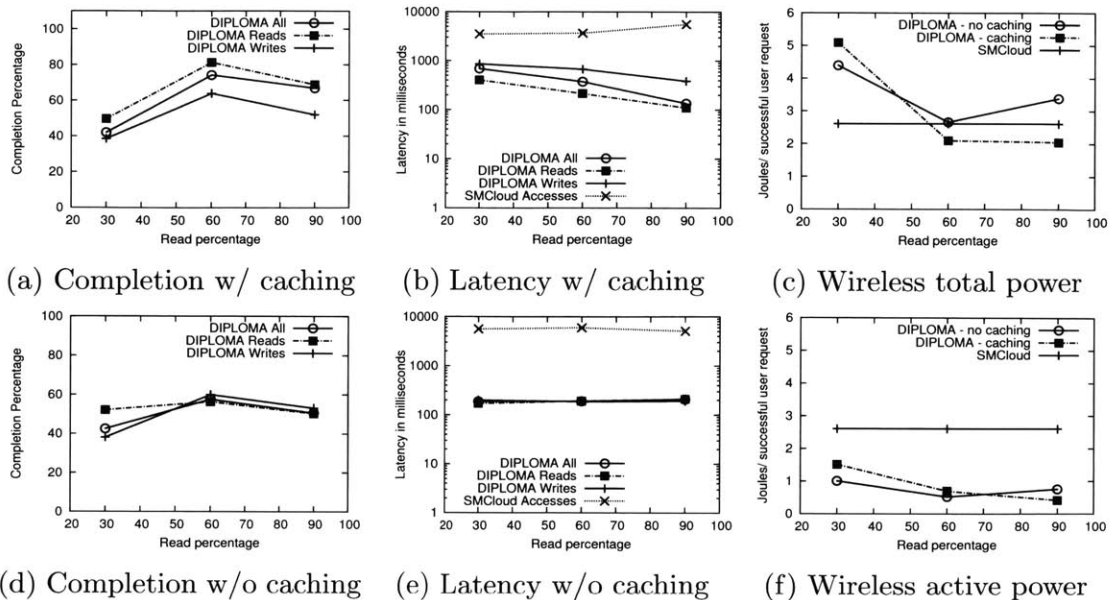 DIPLOMA All
DIPLOMA Reads
DIPLOMA Writes
100
80
60
40
20
0
20 30 40 50 60 70 80 90 100
Completion Percentage
Read percentage
(a) Completion w/ caching
10000
1000
100
10
1
DIPLOMA All
DIPLOMA Reads
DIPLOMA Writes
SMCloud Accesses
20 30 40 50 60 70 80 90 100
Latency in milliseconds
Read percentage
(b) Latency w/ caching
DIPLOMA - no caching
DIPLOMA - caching
SMCloud
6
5
4
3
2
1
0
20 30 40 50 60 70 80 90 100
Joules/ successful user request
Read percentage
(c) Wireless total power
DIPLOMA All
DIPLOMA Reads
DIPLOMA Writes
100
80
60
40
20
0
20 30 40 50 60 70 80 90 100
Completion Percentage
Read percentage
(d) Completion w/o caching
10000
1000
100
10
1
DIPLOMA All
DIPLOMA Reads
DIPLOMA Writes
SMCloud Accesses
20 30 40 50 60 70 80 90 100
Latency in milliseconds
Read percentage
(e) Latency w/o caching
DIPLOMA - no caching
DIPLOMA - caching
SMCloud
6
5
4
3
2
1
0
20 30 40 50 60 70 80 90 100
Joules/ successful user request
Read percentage
(f) Wireless active power